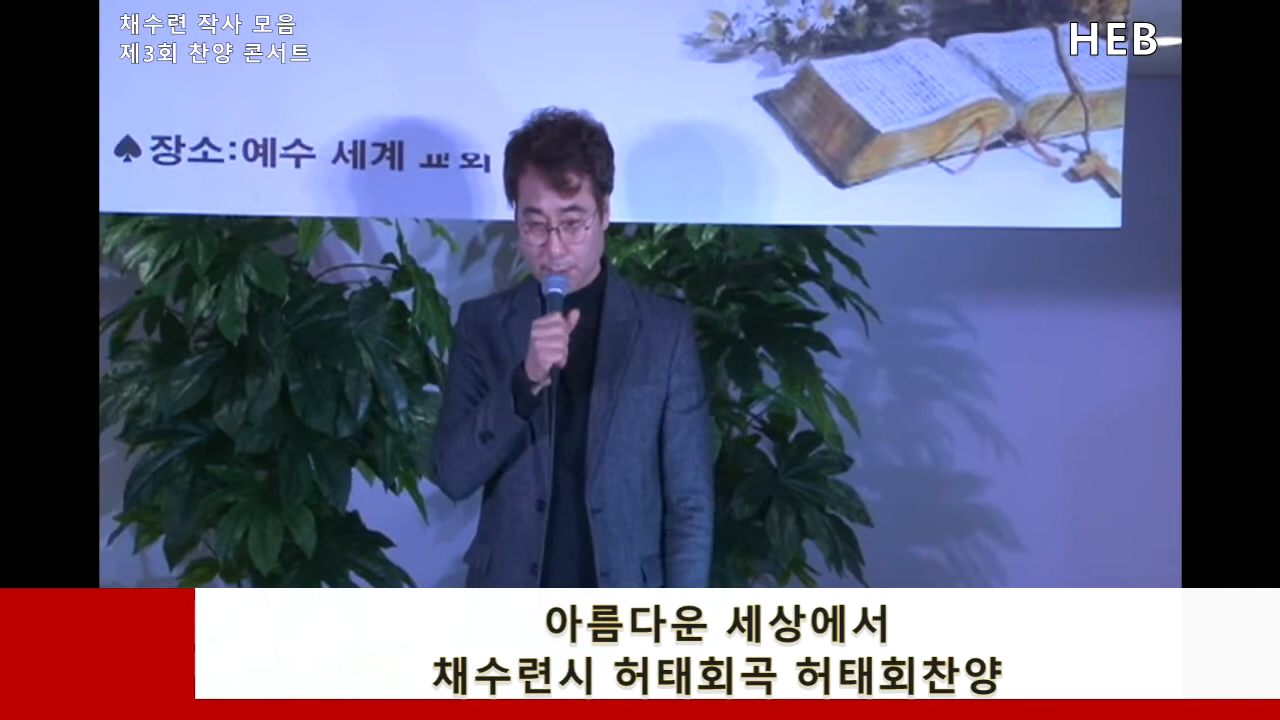 채수련 작사 모음
제3회 찬양 콘서트
HEB
♠장소:예수 세계 교회
아름다운 세상에서
채수련시 허태회곡 허태회찬양